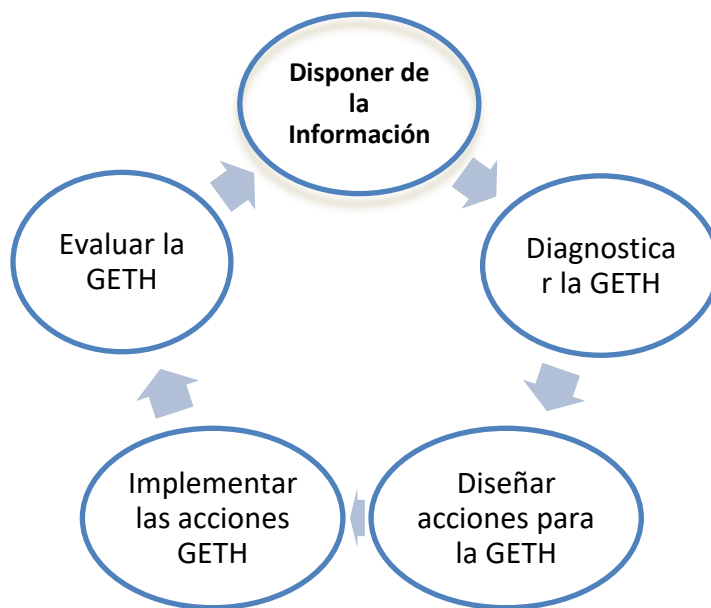 Disponer de
la
Información
Diagnostica
r la GETH
Diseñar
acciones para
la GETH
Implementar
las acciones
GETH
Evaluar la
GETH